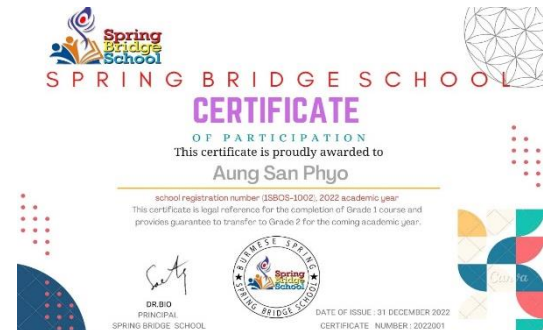 Spring
Bridge
School
SPRING BRIDGE SCHOOL
CERTIFICATE
OF PARTICIPATION
This certificate is proudly awarded to
Aung San Phyo
school registration number (1SBOS-1002), 2022 academic year
This certificate is legal reference for the completion of Grade 1 course and
provides guarantee to transfer to Grade 2 for the coming academic year.
BURMESE SPRING
Spring
Bridge
School
SPRING BRIDGE SCHOOL
DR.BIO
PRINCIPAL
SPRING BRIDGE SCHOOL
DATE OF ISSUE : 31 DECEMBER 2022
CERTIFICATE NUMBER : 2022001
Canva